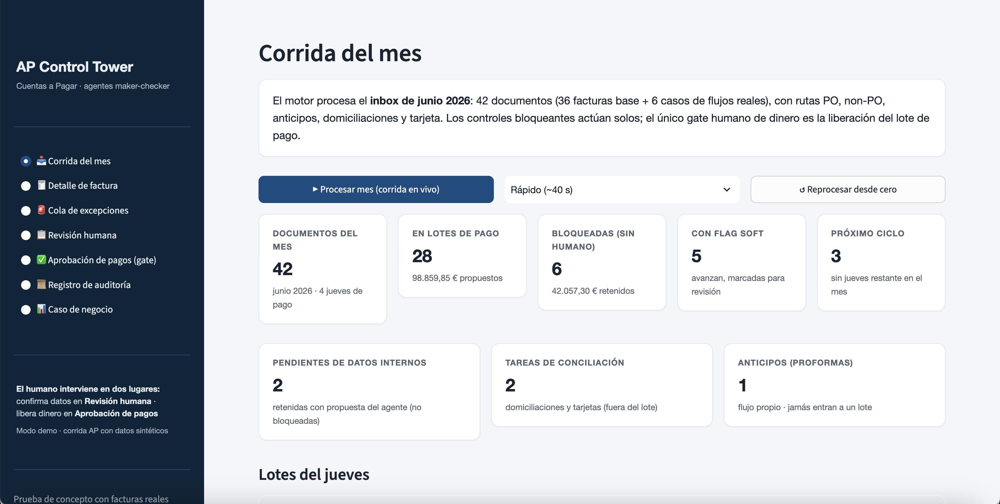 AP Control Tower
Cuentas a Pagar · agentes maker-checker
Corrida del mes
Detalle de factura
Cola de excepciones
Revisión humana
Aprobación de pagos (gate)
Registro de auditoría
Caso de negocio
El humano interviene en dos lugares:
confirma datos en Revisión humana ·
libera dinero en Aprobación de pagos
Modo demo · corrida AP con datos sintéticos
Prueba de concepto con facturas reales
Corrida del mes
El motor procesa el inbox de junio 2026: 42 documentos (36 facturas base + 6 casos de flujos reales), con rutas PO, non-PO,
anticipos, domiciliaciones y tarjeta. Los controles bloqueantes actúan solos; el único gate humano de dinero es la liberación del lote de
pago.
▶ Procesar mes (corrida en vivo)
Rápido (~40 s)
↺ Reprocesar desde cero
DOCUMENTOS DEL
MES
42
junio 2026 · 4 jueves de
pago
EN LOTES DE PAGO
28
98.859,85 € propuestos
BLOQUEADAS (SIN
HUMANO)
6
42.057,30 € retenidos
CON FLAG SOFT
5
avanzan, marcadas para
revisión
PRÓXIMO CICLO
3
sin jueves restante en el
mes
PENDIENTES DE DATOS INTERNOS
2
retenidas con propuesta del agente (no
bloqueadas)
TAREAS DE CONCILIACIÓN
2
domiciliaciones y tarjetas (fuera del lote)
ANTICIPOS (PROFORMAS)
1
flujo propio · jamás entran a un lote
Lotes del jueves